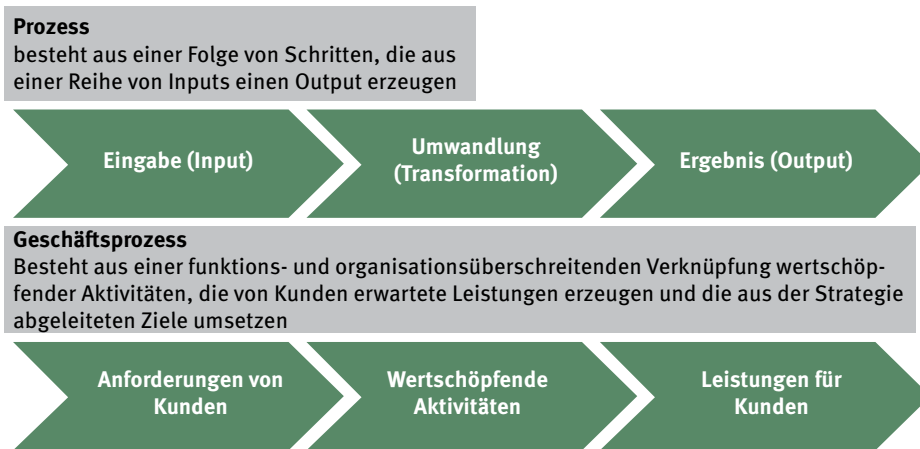 Prozess
besteht aus einer Folge von Schritten, die aus
einer Reihe von Inputs einen Output erzeugen
Eingabe (Input)
Umwandlung
(Transformation)
Ergebnis (Output)
Geschäftsprozess
Besteht aus einer funktions- und organisationsüberschreitenden Verknüpfung wertschöp-
fender Aktivitäten, die von Kunden erwartete Leistungen erzeugen und die aus der Strategie
abgeleiteten Ziele umsetzen
Anforderungen von
Kunden
Wertschöpfende
Aktivitäten
Leistungen für
Kunden